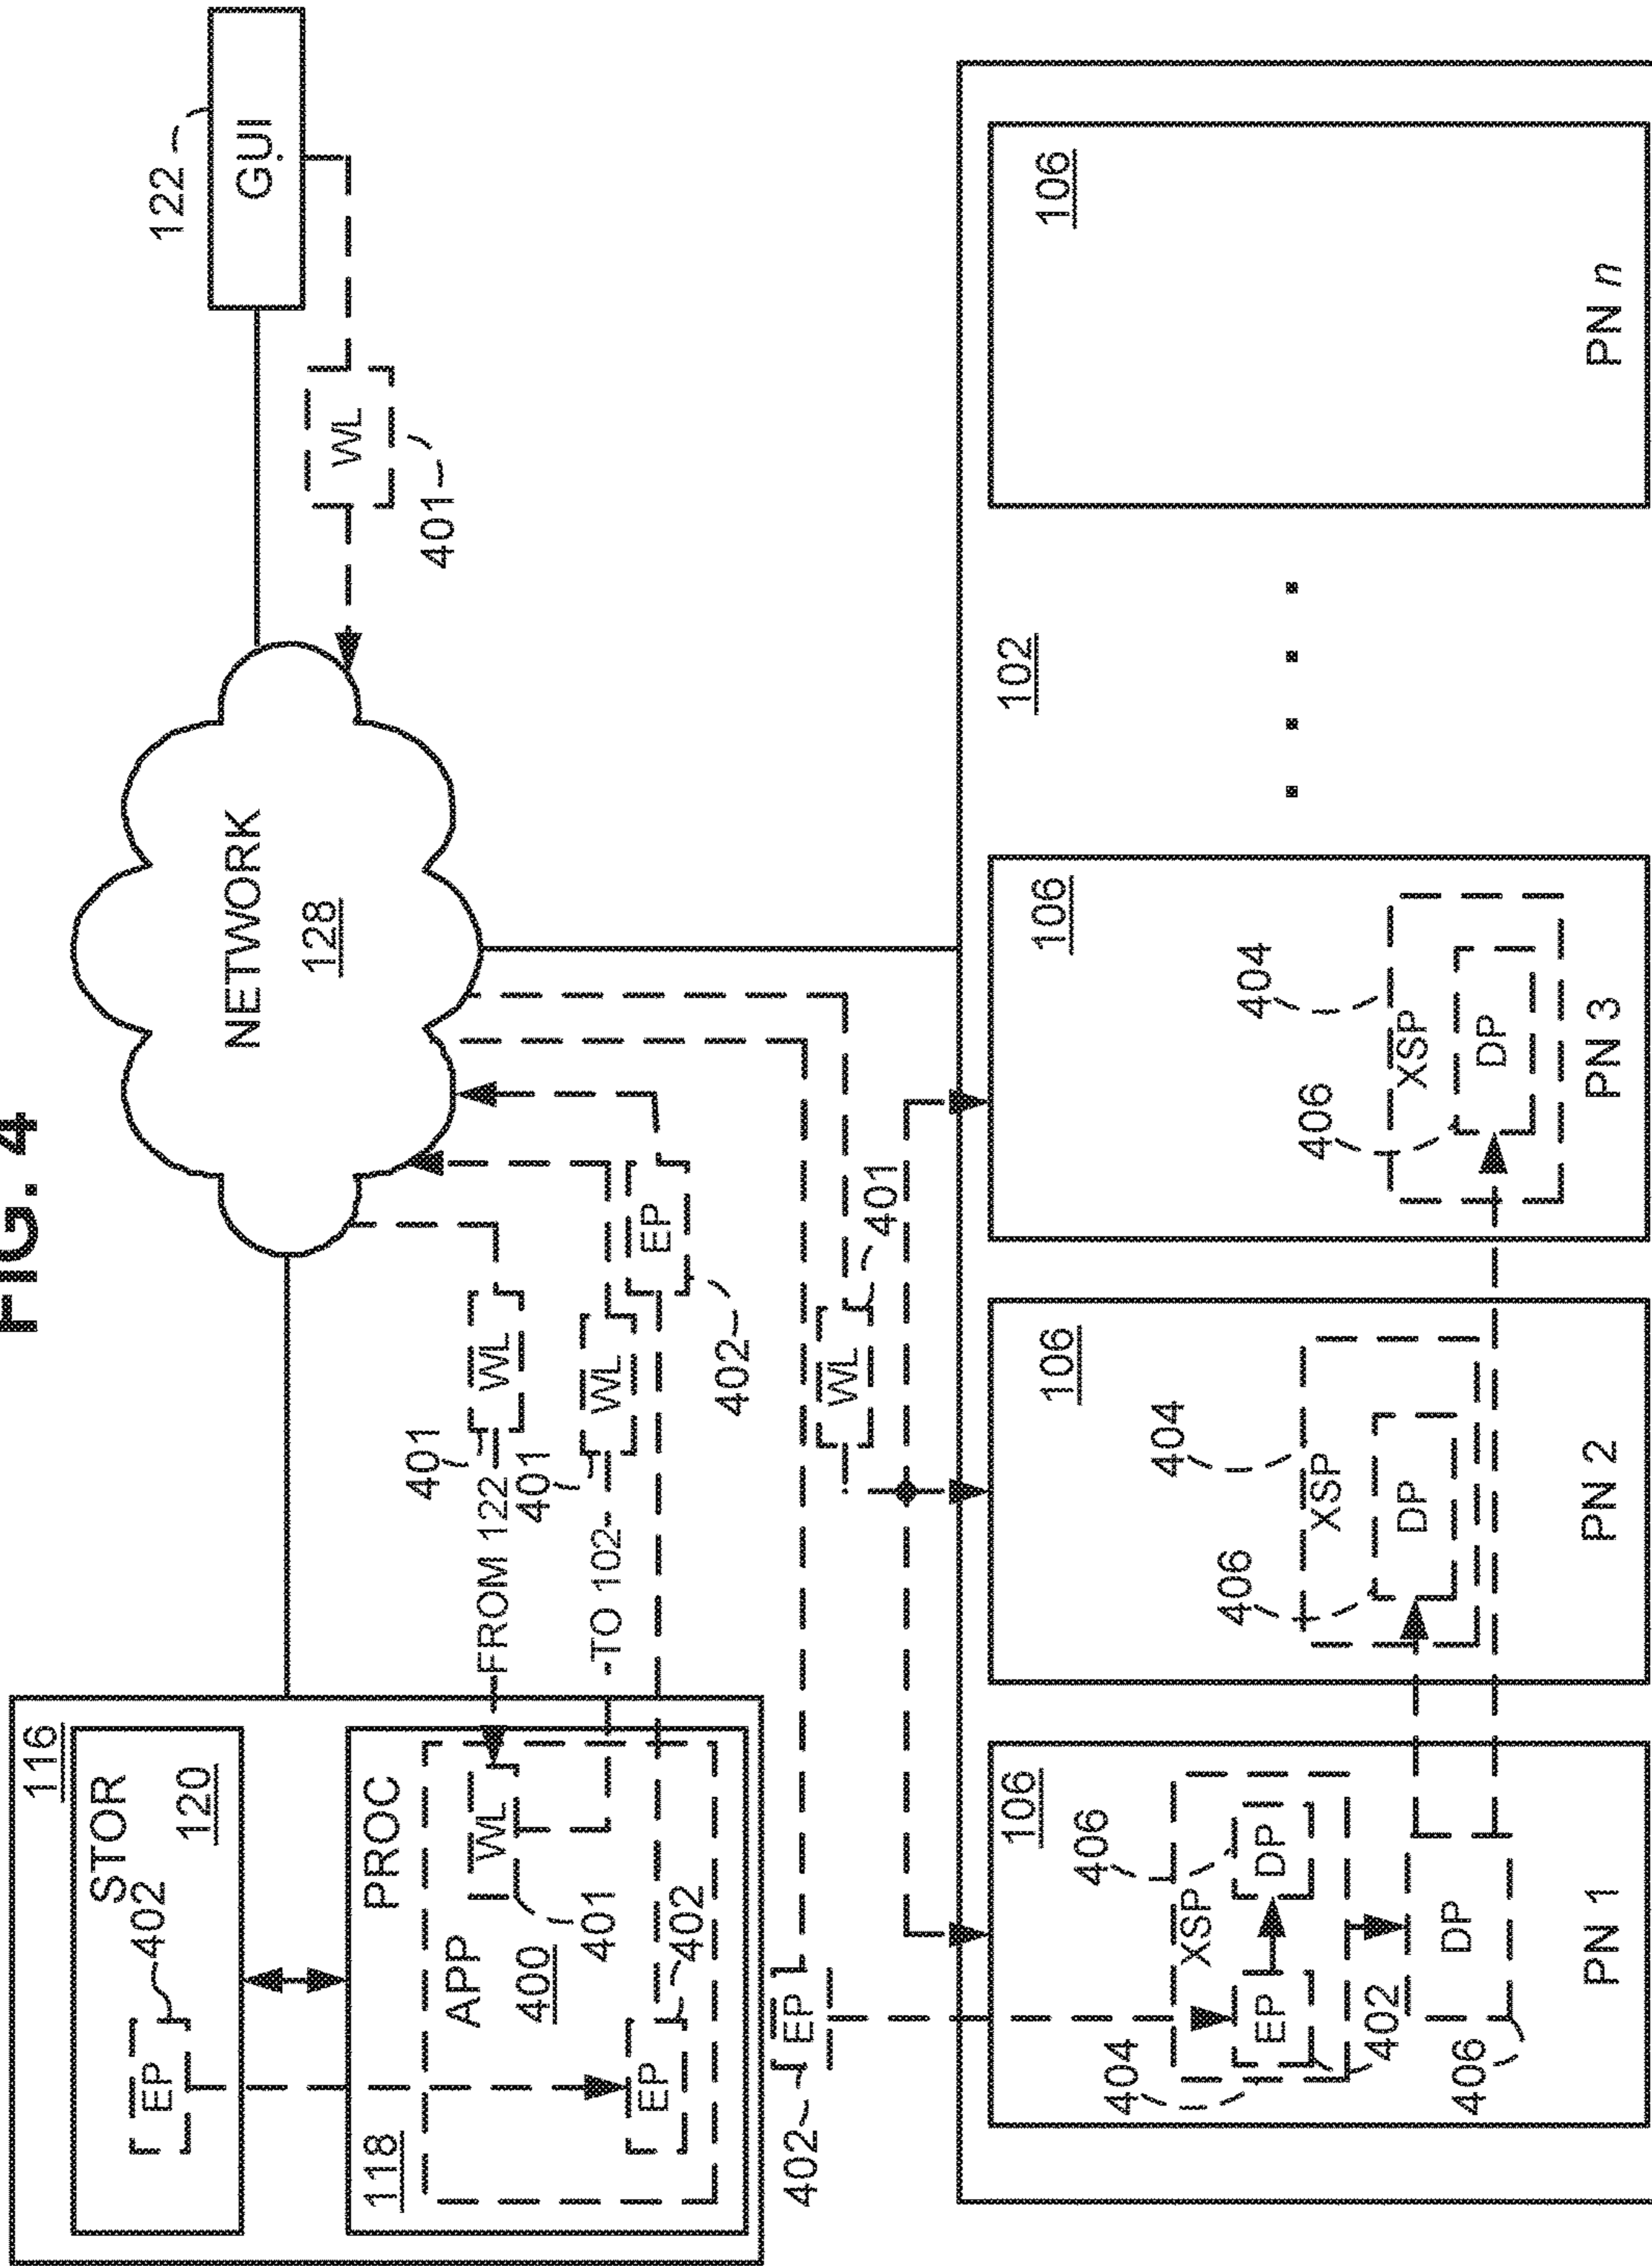 FIG. 4
116
STOR
120
402
EP
PROC
118
APP
400
WL
401
EP
402
NETWORK
128
GUI
122
WL
401
FROM 122
401
WL
TO 102
401
WL
EP
402
402
EP
WL
401
102
106
XSP
404
EP
402
DP
406
DP
406
PN 1
106
404
XSP
406
DP
PN 2
106
404
XSP
406
DP
PN 3
106
PN n